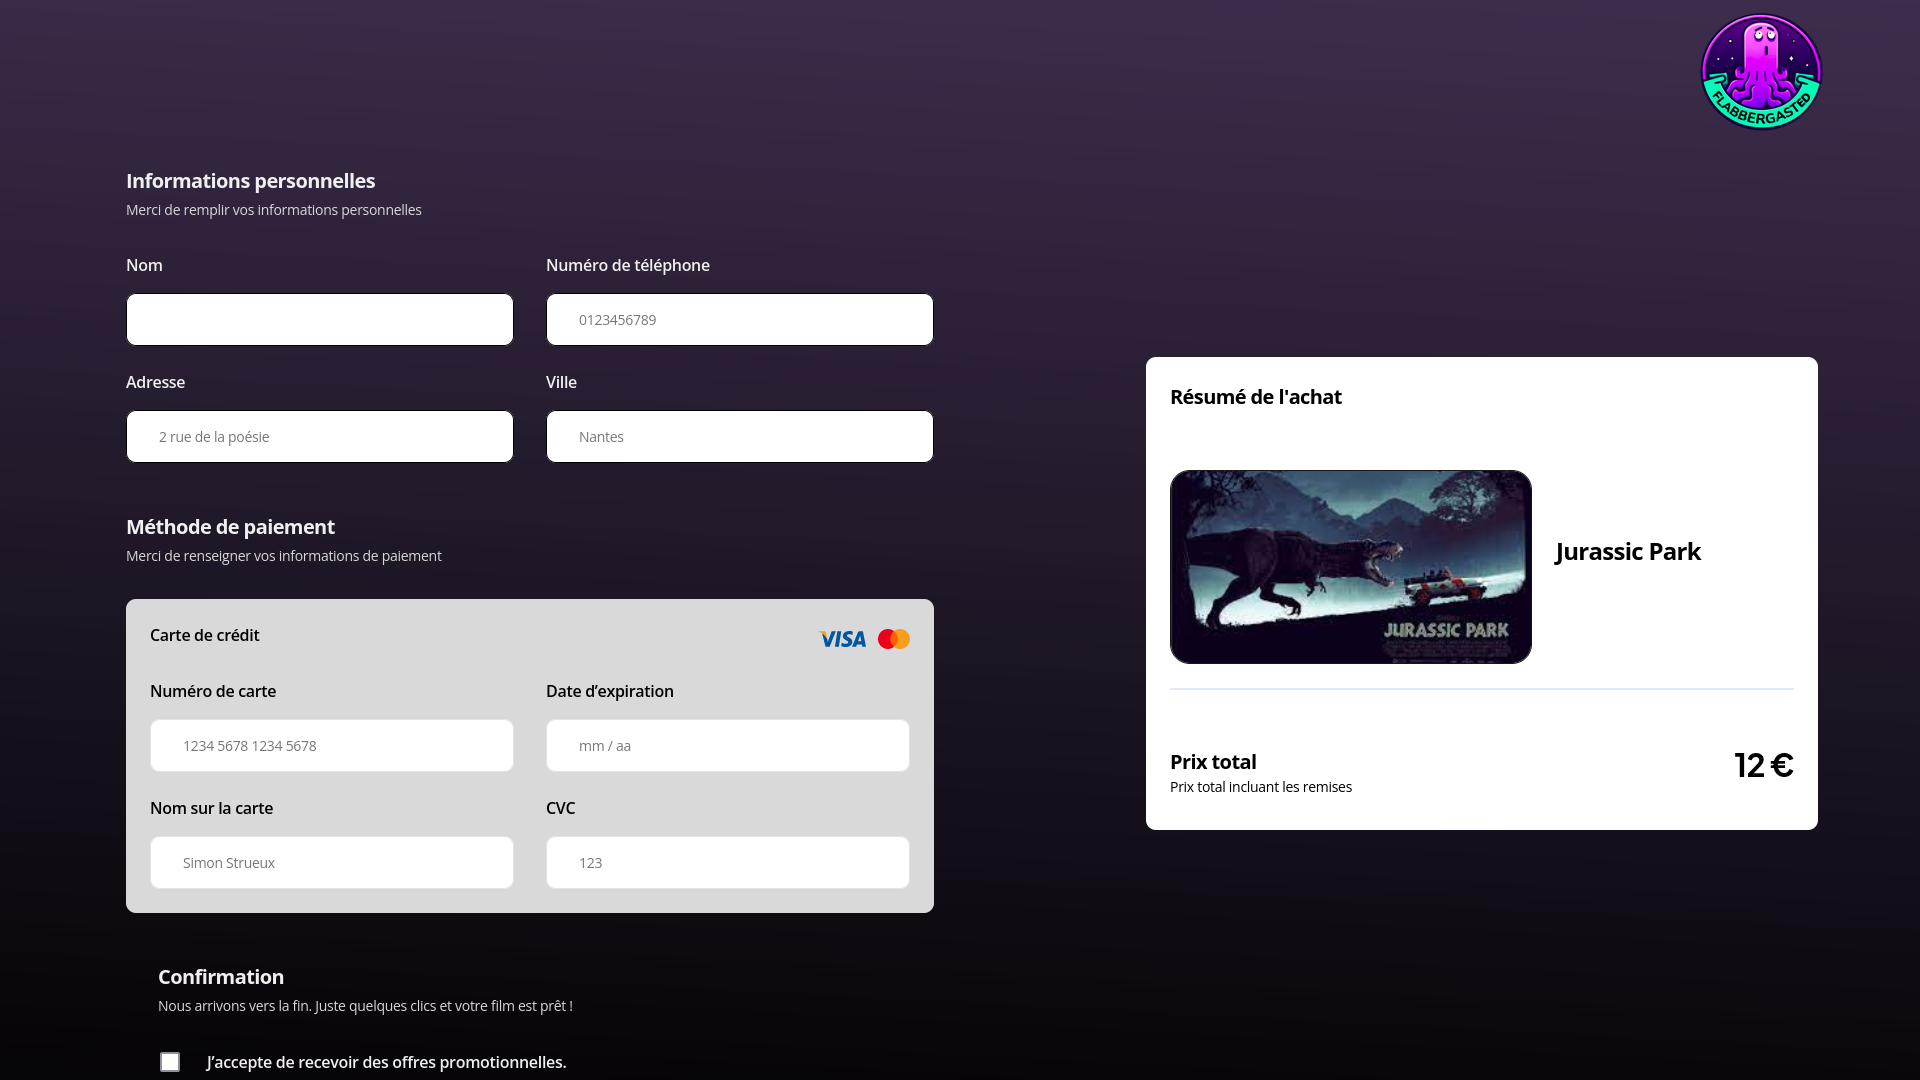 FLABBERGASTED
Informations personnelles
Merci de remplir vos informations personnelles
Nom
Numéro de téléphone
0123456789
Adresse
Ville
2 rue de la poésie
Nantes
Méthode de paiement
Merci de renseigner vos informations de paiement
Carte de crédit
VISA
Numéro de carte
Date d’expiration
1234 5678 1234 5678
mm / aa
Nom sur la carte
CVC
Simon Strueux
123
Confirmation
Nous arrivons vers la fin. Juste quelques clics et votre film est prêt !
J’accepte de recevoir des offres promotionnelles.
Résumé de l'achat
JURASSIC PARK
Jurassic Park
Prix total
12 €
Prix total incluant les remises